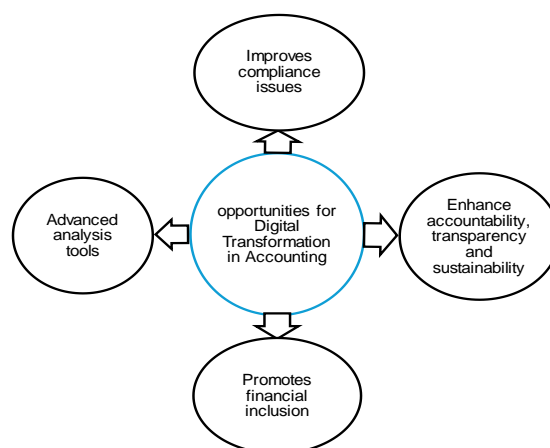 Improves
compliance
issues
Advanced
analysis
tools
opportunities for
Digital
Transformation
in Accounting
Enhance
accountability,
transparency
and
sustainability
Promotes
financial
inclusion